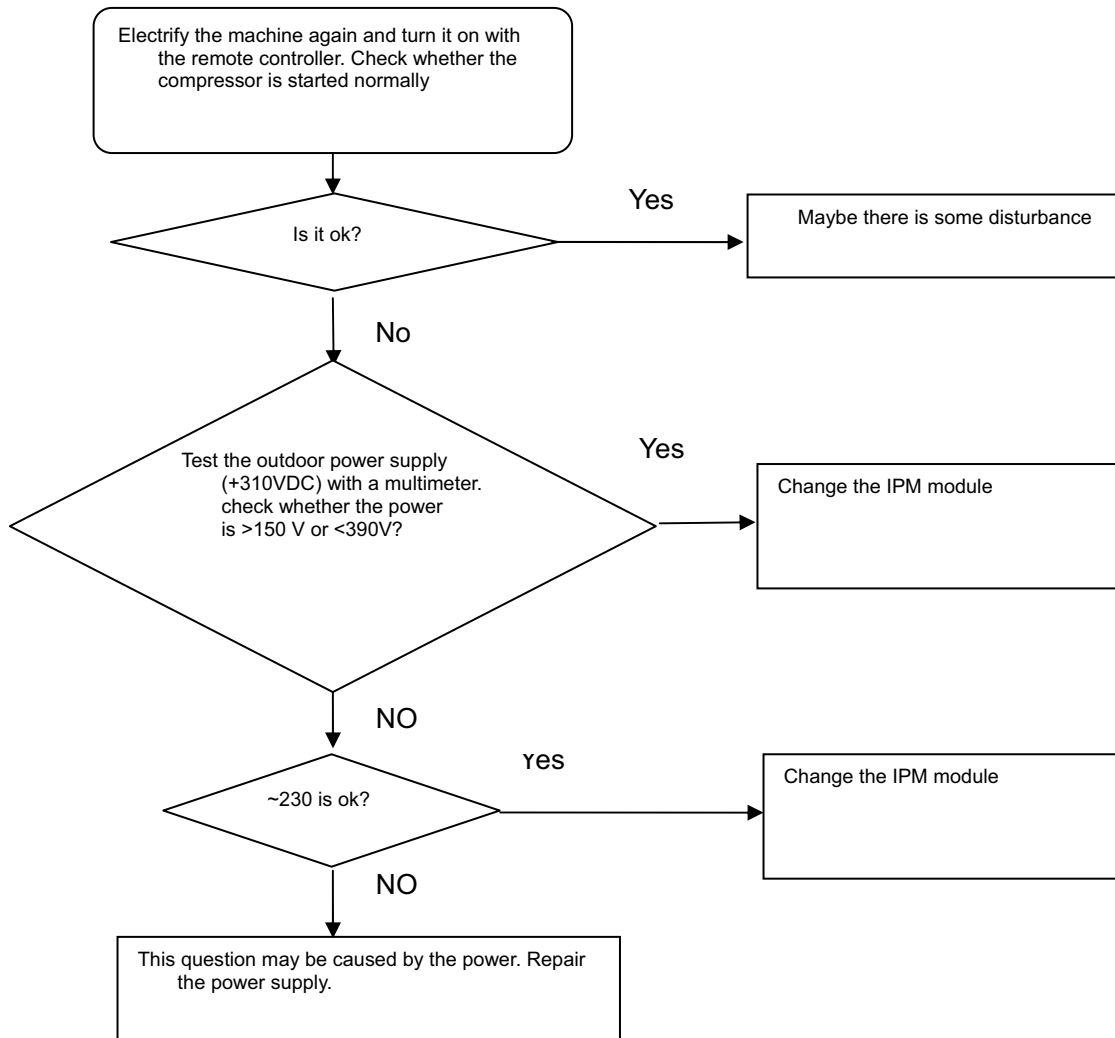 Electrify the machine again and turn it on with
the remote controller. Check whether the
compressor is started normally
Yes
Is it ok?
Maybe there is some disturbance
No
Test the outdoor power supply
(+310VDC) with a multimeter.
check whether the power
is >150 V or <390V?
Yes
Change the IPM module
NO
~230 is ok?
Yes
Change the IPM module
NO
This question may be caused by the power. Repair
the power supply.